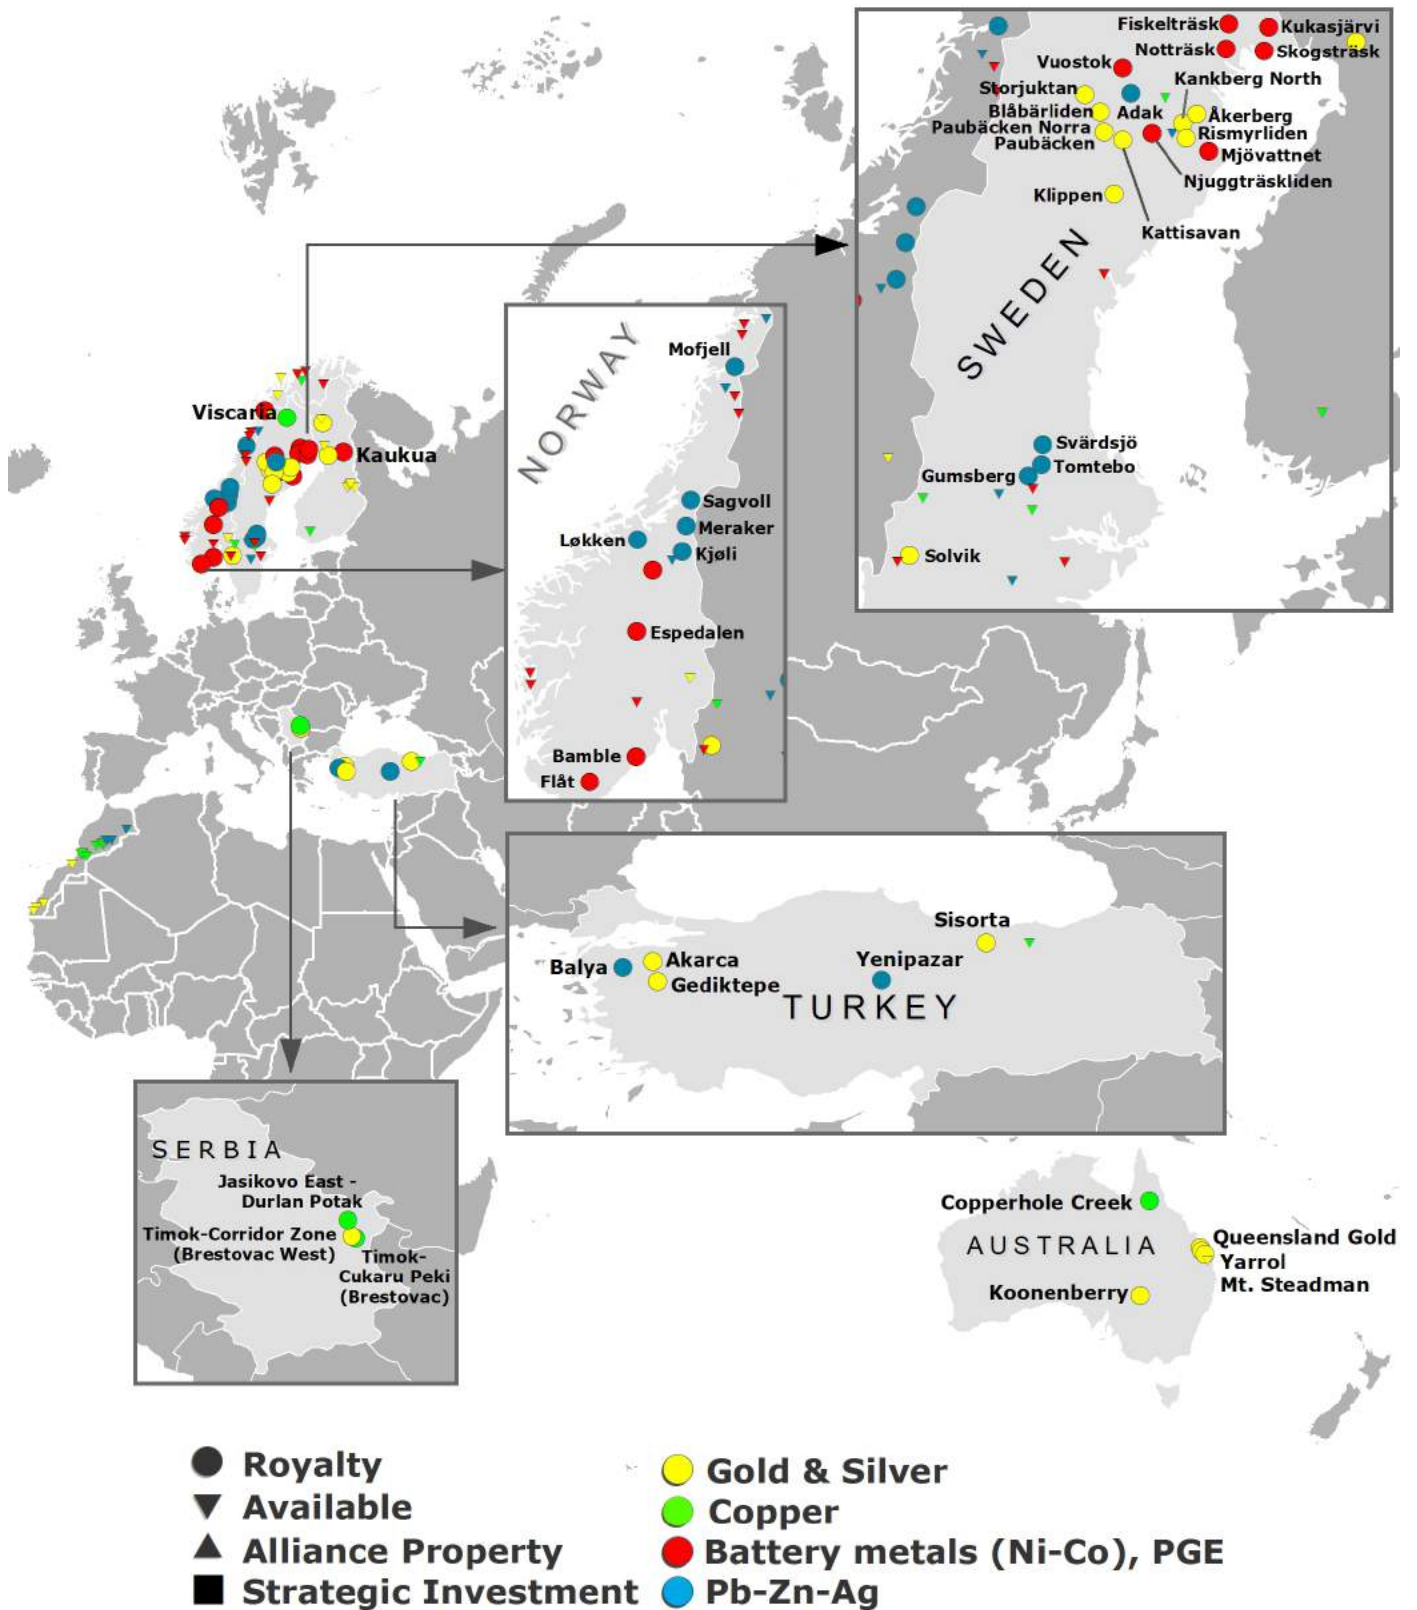 Fiskelträsk
Kukasjärvi
Notträsk
Skogsträsk
Vuostok
Kankberg North
Storjuktan
Blåbärliden
Adak
Åkerberg
Paubäcken Norra
Rismyrliden
Paubäcken
Mjövattnet
Njuggträskliden
Klippen
Kattisavan
SWEDEN
Svärdsjö
Tomtebo
Gumsberg
Solvik
NORWAY
Mofjell
Sagvoll
Meraker
Løkken
Kjøli
Espedalen
Bamble
Flåt
Viscaria
Kaukua
Sisorta
Akarca
Yenipazar
Balya
Gediktepe
TURKEY
SERBIA
Jasikovo East -
Durlan Potak
Timok-Corridor Zone
(Brestovac West)
Timok-
Cukaru Peki
(Brestovac)
Copperhole Creek
AUSTRALIA
Queensland Gold
Yarrol
Mt. Steadman
Koonenberry
Royalty
Available
Alliance Property
Strategic Investment
Gold & Silver
Copper
Battery metals (Ni-Co), PGE
Pb-Zn-Ag